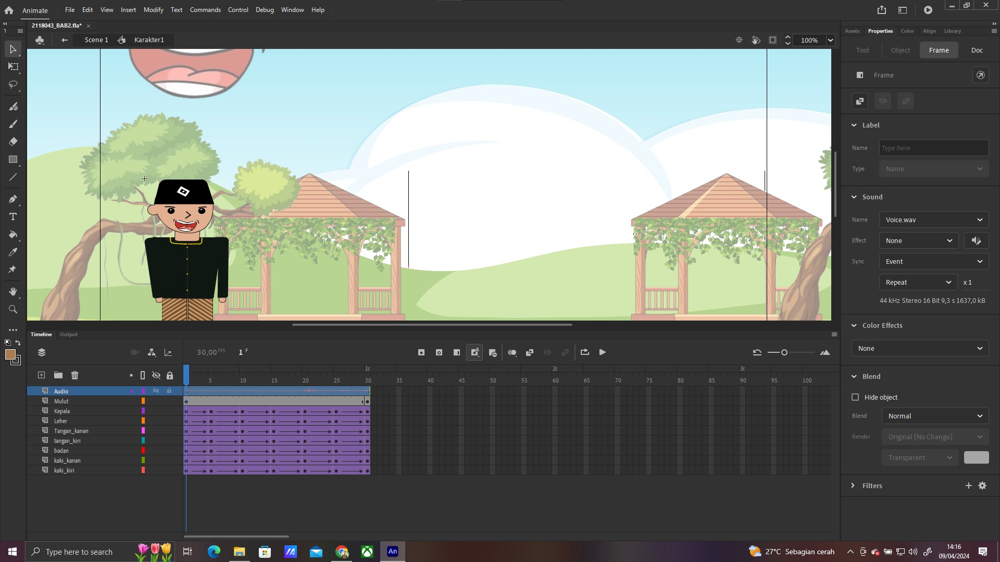 Animate File Edit View Insert Modify Text Commands Control Debug Window Help
2118043_BAB2.fla*
Scene 1 Karakter1 100%
Assets Properties Color Align Library
Tool Object Frame Doc
Frame
Label
Name Type here
Type Name
Sound
Name Voice.wav
Effect None
Sync Event
Repeat x 1
44 kHz Stereo 16 Bit 9,3 s 1637,0 kB
Color Effects
None
Blend
Hide object
Blend Normal
Render Original (No Change)
Transparent
Filters
Timeline Output
30,00 FPS 1 F
1s 2s 3s
5 10 15 20 25 30 35 40 45 50 55 60 65 70 75 80 85 90 95 100
Audio
Mulut
Kepala
Leher
Tangan_kanan
tangan_kiri
badan
kaki_kanan
kaki_kiri
Type here to search
An
27°C Sebagian cerah
14:16
09/04/2024